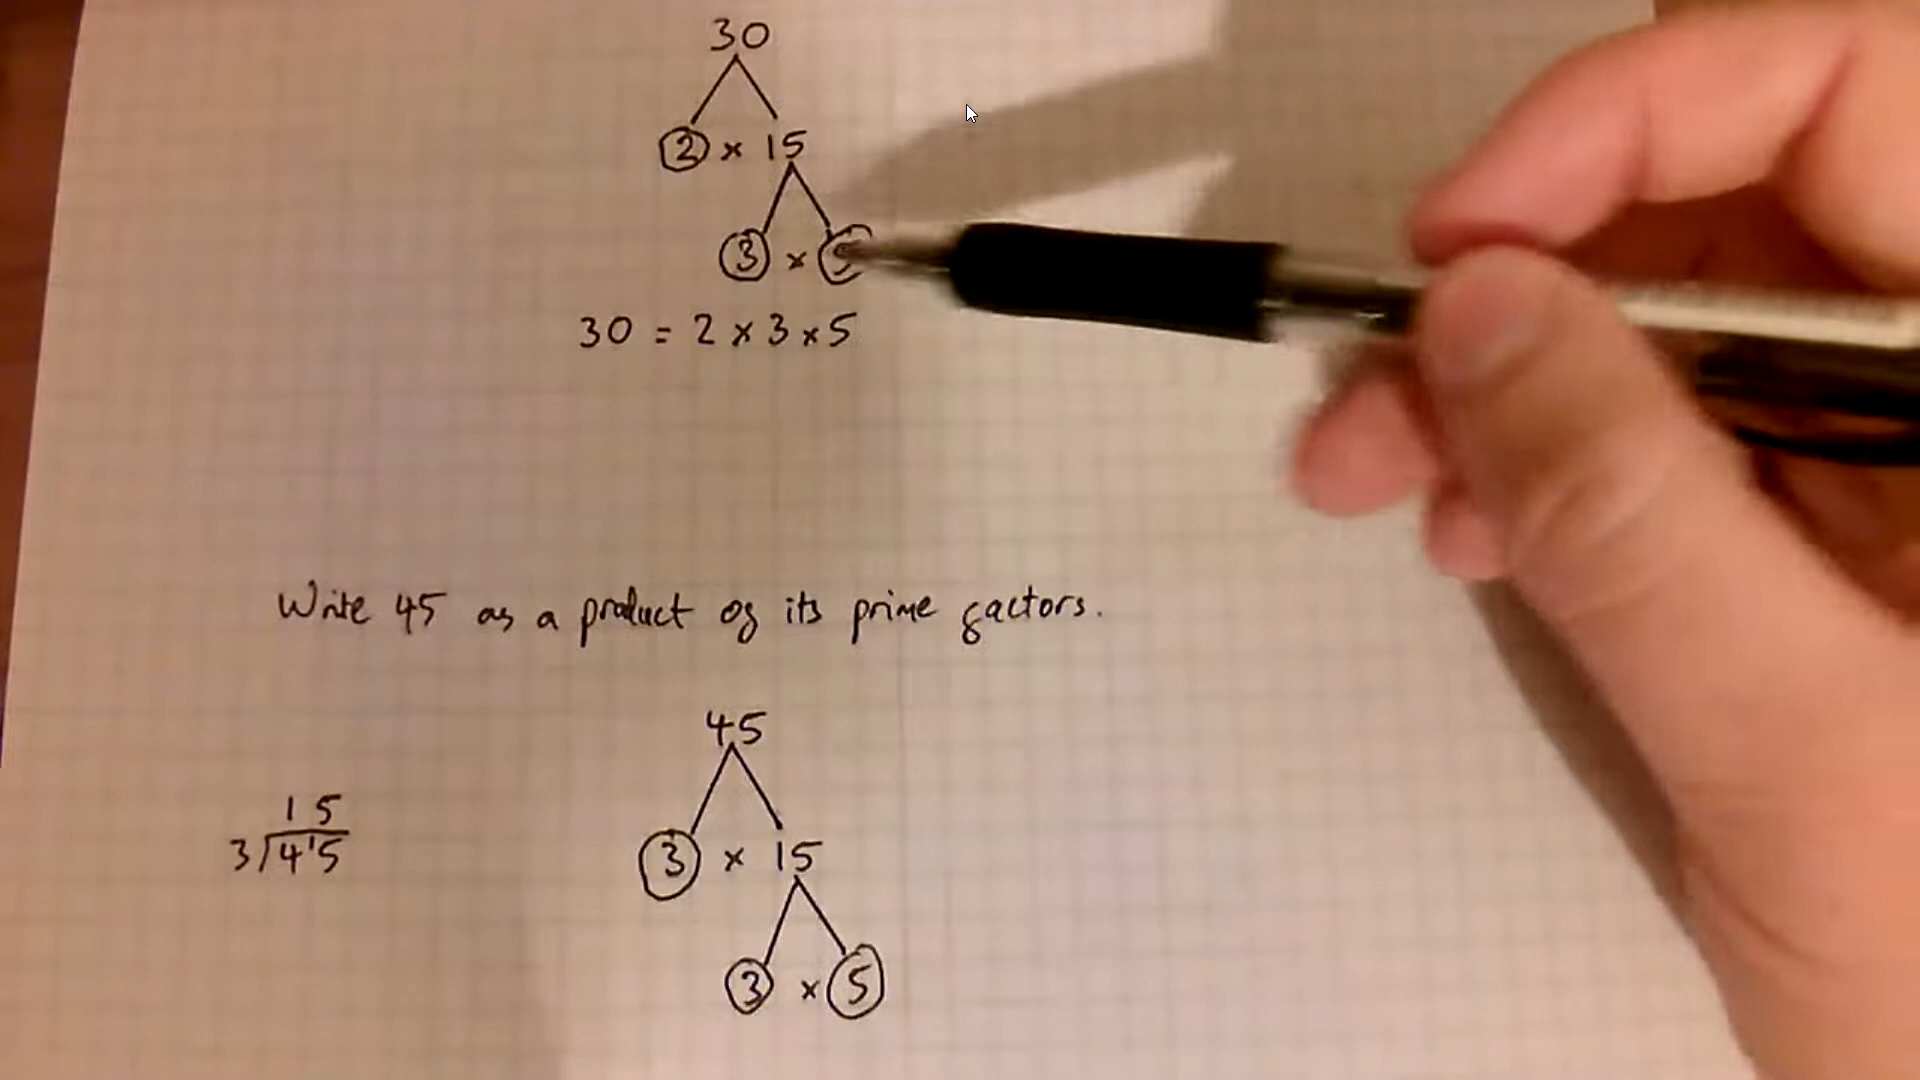 30
2 × 15
3 × 5
30 = 2 × 3 × 5
Write 45 as a product of its prime factors.
45
15
3 45
3 × 15
3 × 5